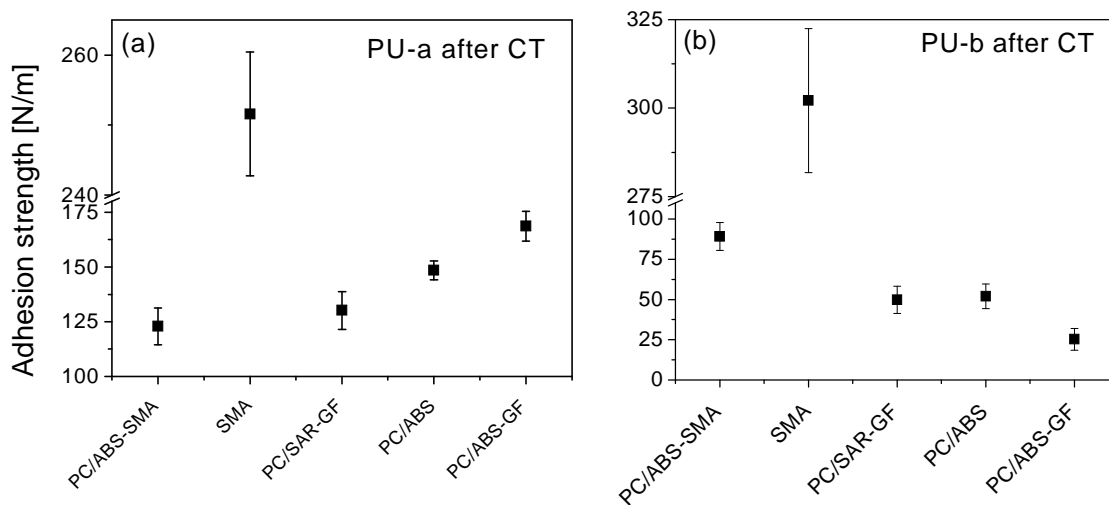 (a)
PU-a after CT
Adhesion strength [N/m]
260
240
175
150
125
100
PC/ABS-SMA
SMA
PC/SAR-GF
PC/ABS
PC/ABS-GF
(b)
PU-b after CT
325
300
275
100
75
50
25
0
PC/ABS-SMA
SMA
PC/SAR-GF
PC/ABS
PC/ABS-GF